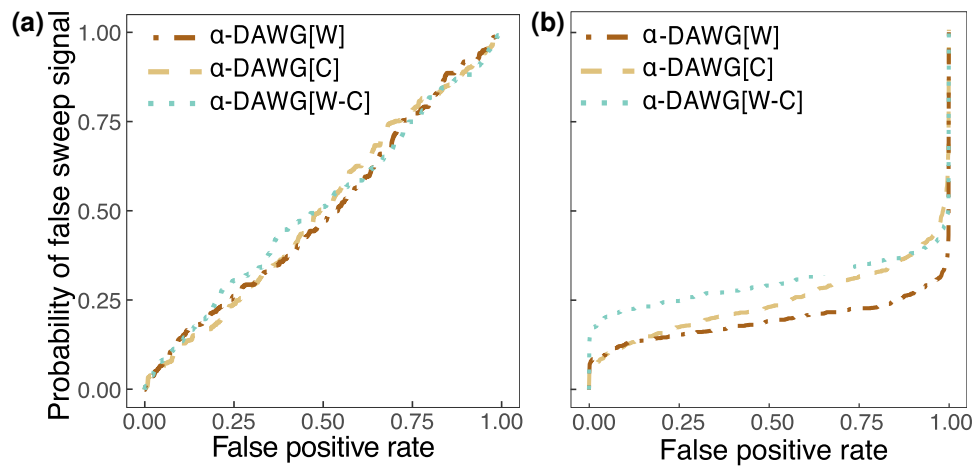 (a)
Probability of false sweep signal
1.00
0.75
0.50
0.25
0.00
α-DAWG[W]
α-DAWG[C]
α-DAWG[W-C]
0.00 0.25 0.50 0.75 1.00
False positive rate
(b)
α-DAWG[W]
α-DAWG[C]
α-DAWG[W-C]
0.00 0.25 0.50 0.75 1.00
False positive rate